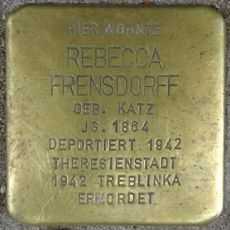 HIER WOHNTE
REBECCA
FRENSDORFF
GEB. KATZ
JG. 1864
DEPORTIERT 1942
THERESIENSTADT
1942 TREBLINKA
ERMORDET